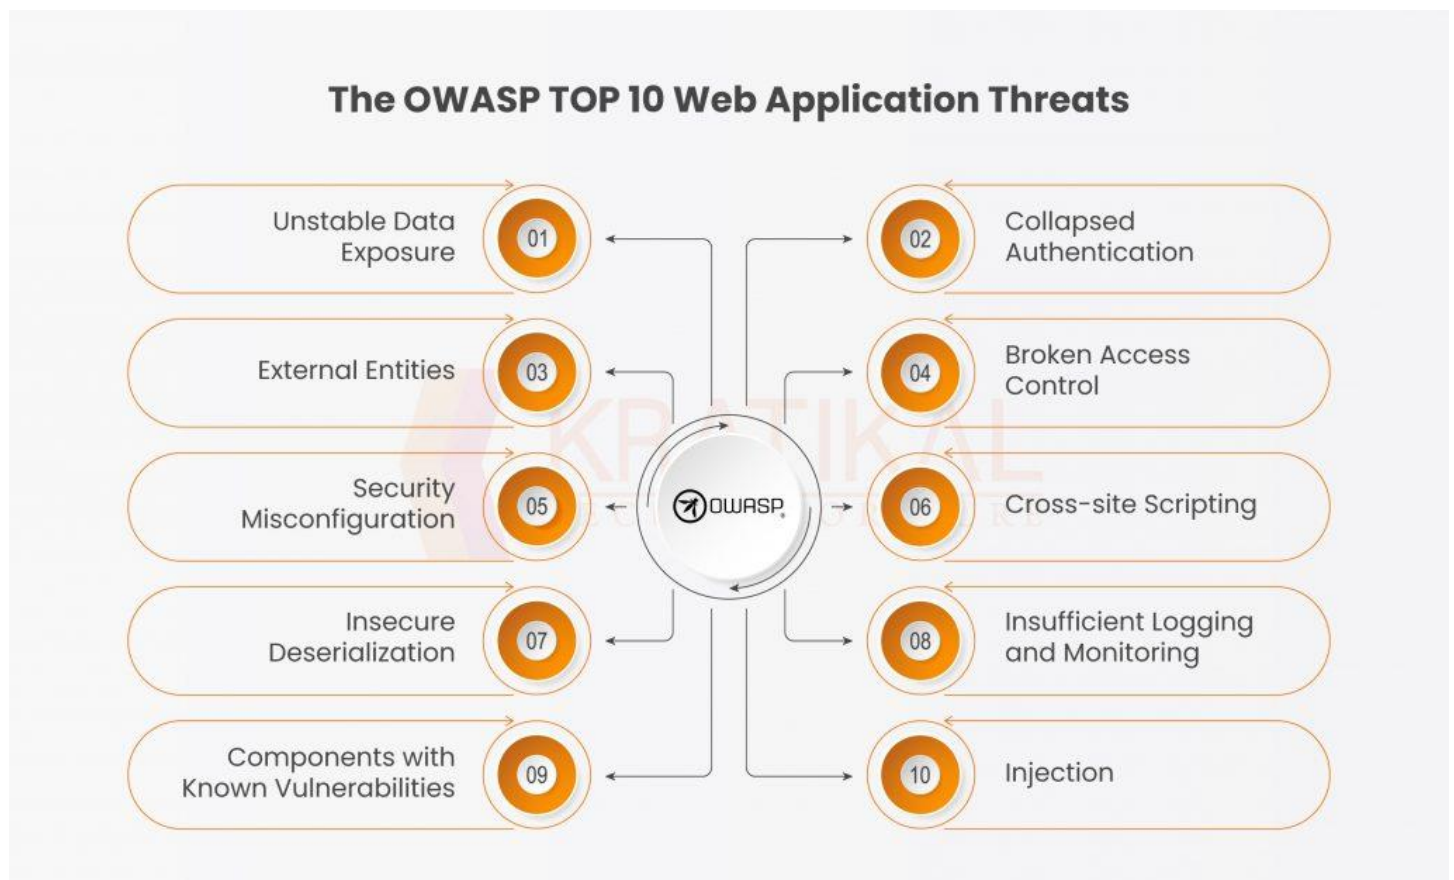 The OWASP TOP 10 Web Application Threats
Unstable Data
Exposure
01
02
Collapsed
Authentication
External Entities
03
04
Broken Access
Control
KRATIKAL
Security
Misconfiguration
05
OWASP
06
Cross-site Scripting
Insecure
Deserialization
07
08
Insufficient Logging
and Monitoring
Components with
Known Vulnerabilities
09
10
Injection